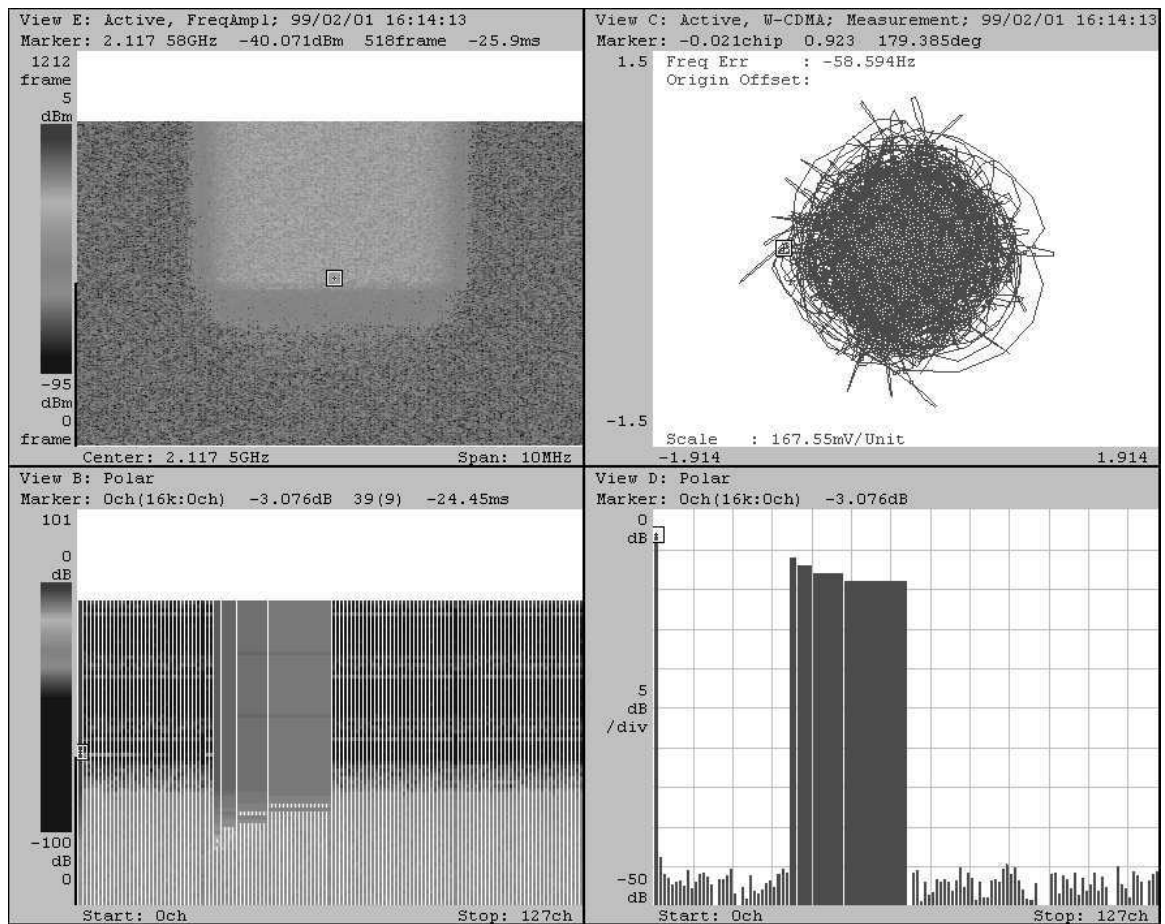 View E: Active, FreqAmpl; 99/02/01 16:14:13
Marker: 2.117 58GHz -40.071dBm 518frame -25.9ms
1212
frame
5
dBm
-95
dBm
0
frame
Center: 2.117 5GHz Span: 10MHz
View C: Active, W-CDMA; Measurement; 99/02/01 16:14:13
Marker: -0.021chip 0.923 179.385deg
1.5 Freq Err : -58.594Hz
Origin Offset:
-1.5
Scale : 167.55mV/Unit
-1.914 1.914
View B: Polar
Marker: 0ch(16k:0ch) -3.076dB 39(9) -24.45ms
101
0
dB
-100
dB
0
Start: 0ch Stop: 127ch
View D: Polar
Marker: 0ch(16k:0ch) -3.076dB
0
dB
5
dB
/div
-50
dB
Start: 0ch Stop: 127ch